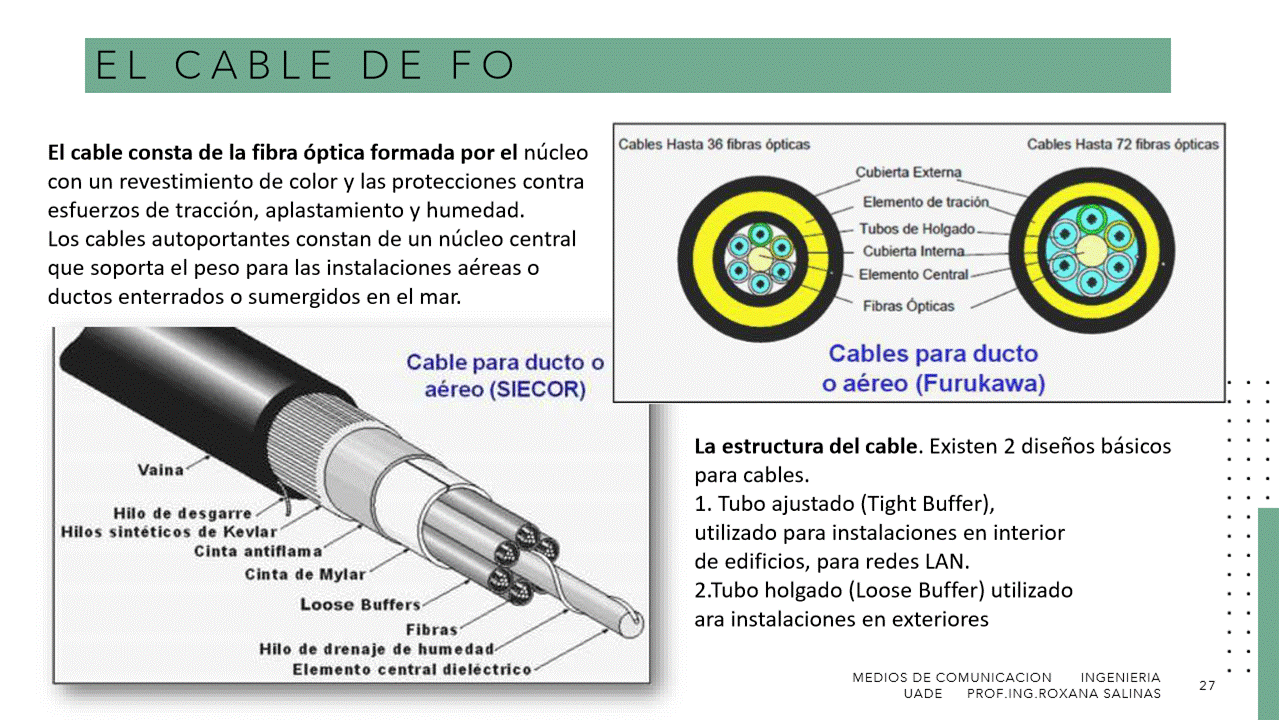 EL CABLE DE FO
El cable consta de la fibra óptica formada por el núcleo
con un revestimiento de color y las protecciones contra
esfuerzos de tracción, aplastamiento y humedad.
Los cables autoportantes constan de un núcleo central
que soporta el peso para las instalaciones aéreas o
ductos enterrados o sumergidos en el mar.
Cables Hasta 36 fibras ópticas
Cables Hasta 72 fibras ópticas
Cubierta Externa
Elemento de tración
Tubos de Holgado
Cubierta Interna
Elemento Central
Fibras Ópticas
Cables para ducto
o aéreo (Furukawa)
Cable para ducto o
aéreo (SIECOR)
Vaina
Hilo de desgarre
Hilos sintéticos de Kevlar
Cinta antiflama
Cinta de Mylar
Loose Buffers
Fibras
Hilo de drenaje de humedad
Elemento central dieléctrico
La estructura del cable. Existen 2 diseños básicos
para cables.
1. Tubo ajustado (Tight Buffer),
utilizado para instalaciones en interior
de edificios, para redes LAN.
2.Tubo holgado (Loose Buffer) utilizado
ara instalaciones en exteriores
MEDIOS DE COMUNICACION INGENIERIA
UADE PROF.ING.ROXANA SALINAS
27